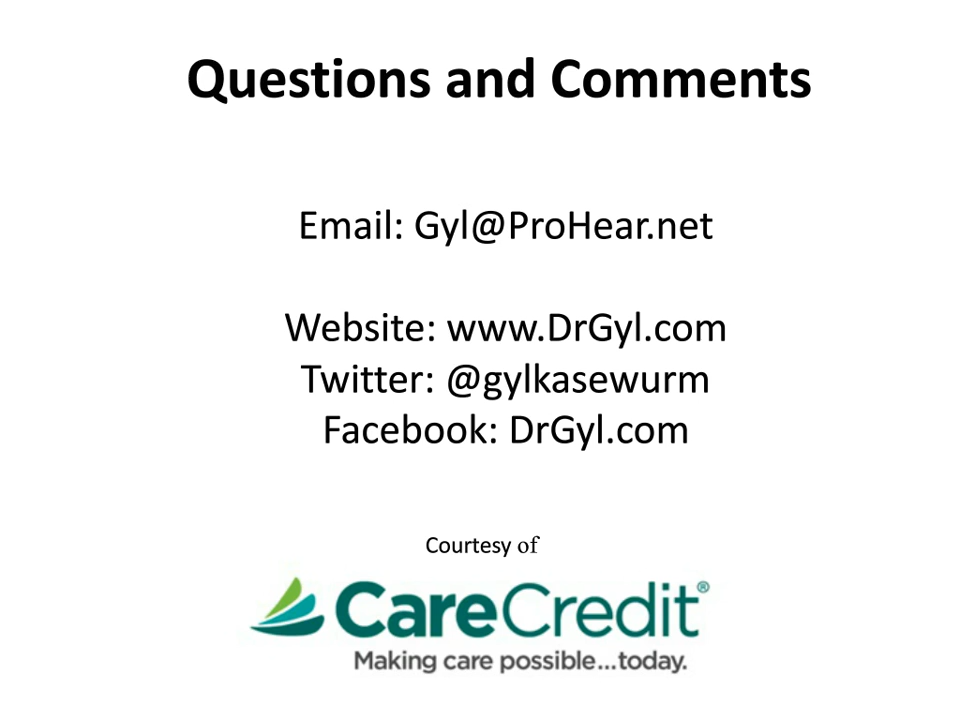 Questions and Comments
Email: Gyl@ProHear.net
Website: www.DrGyl.com
Twitter: @gylkasewurm
Facebook: DrGyl.com
Courtesy of
CareCredit®
Making care possible...today.